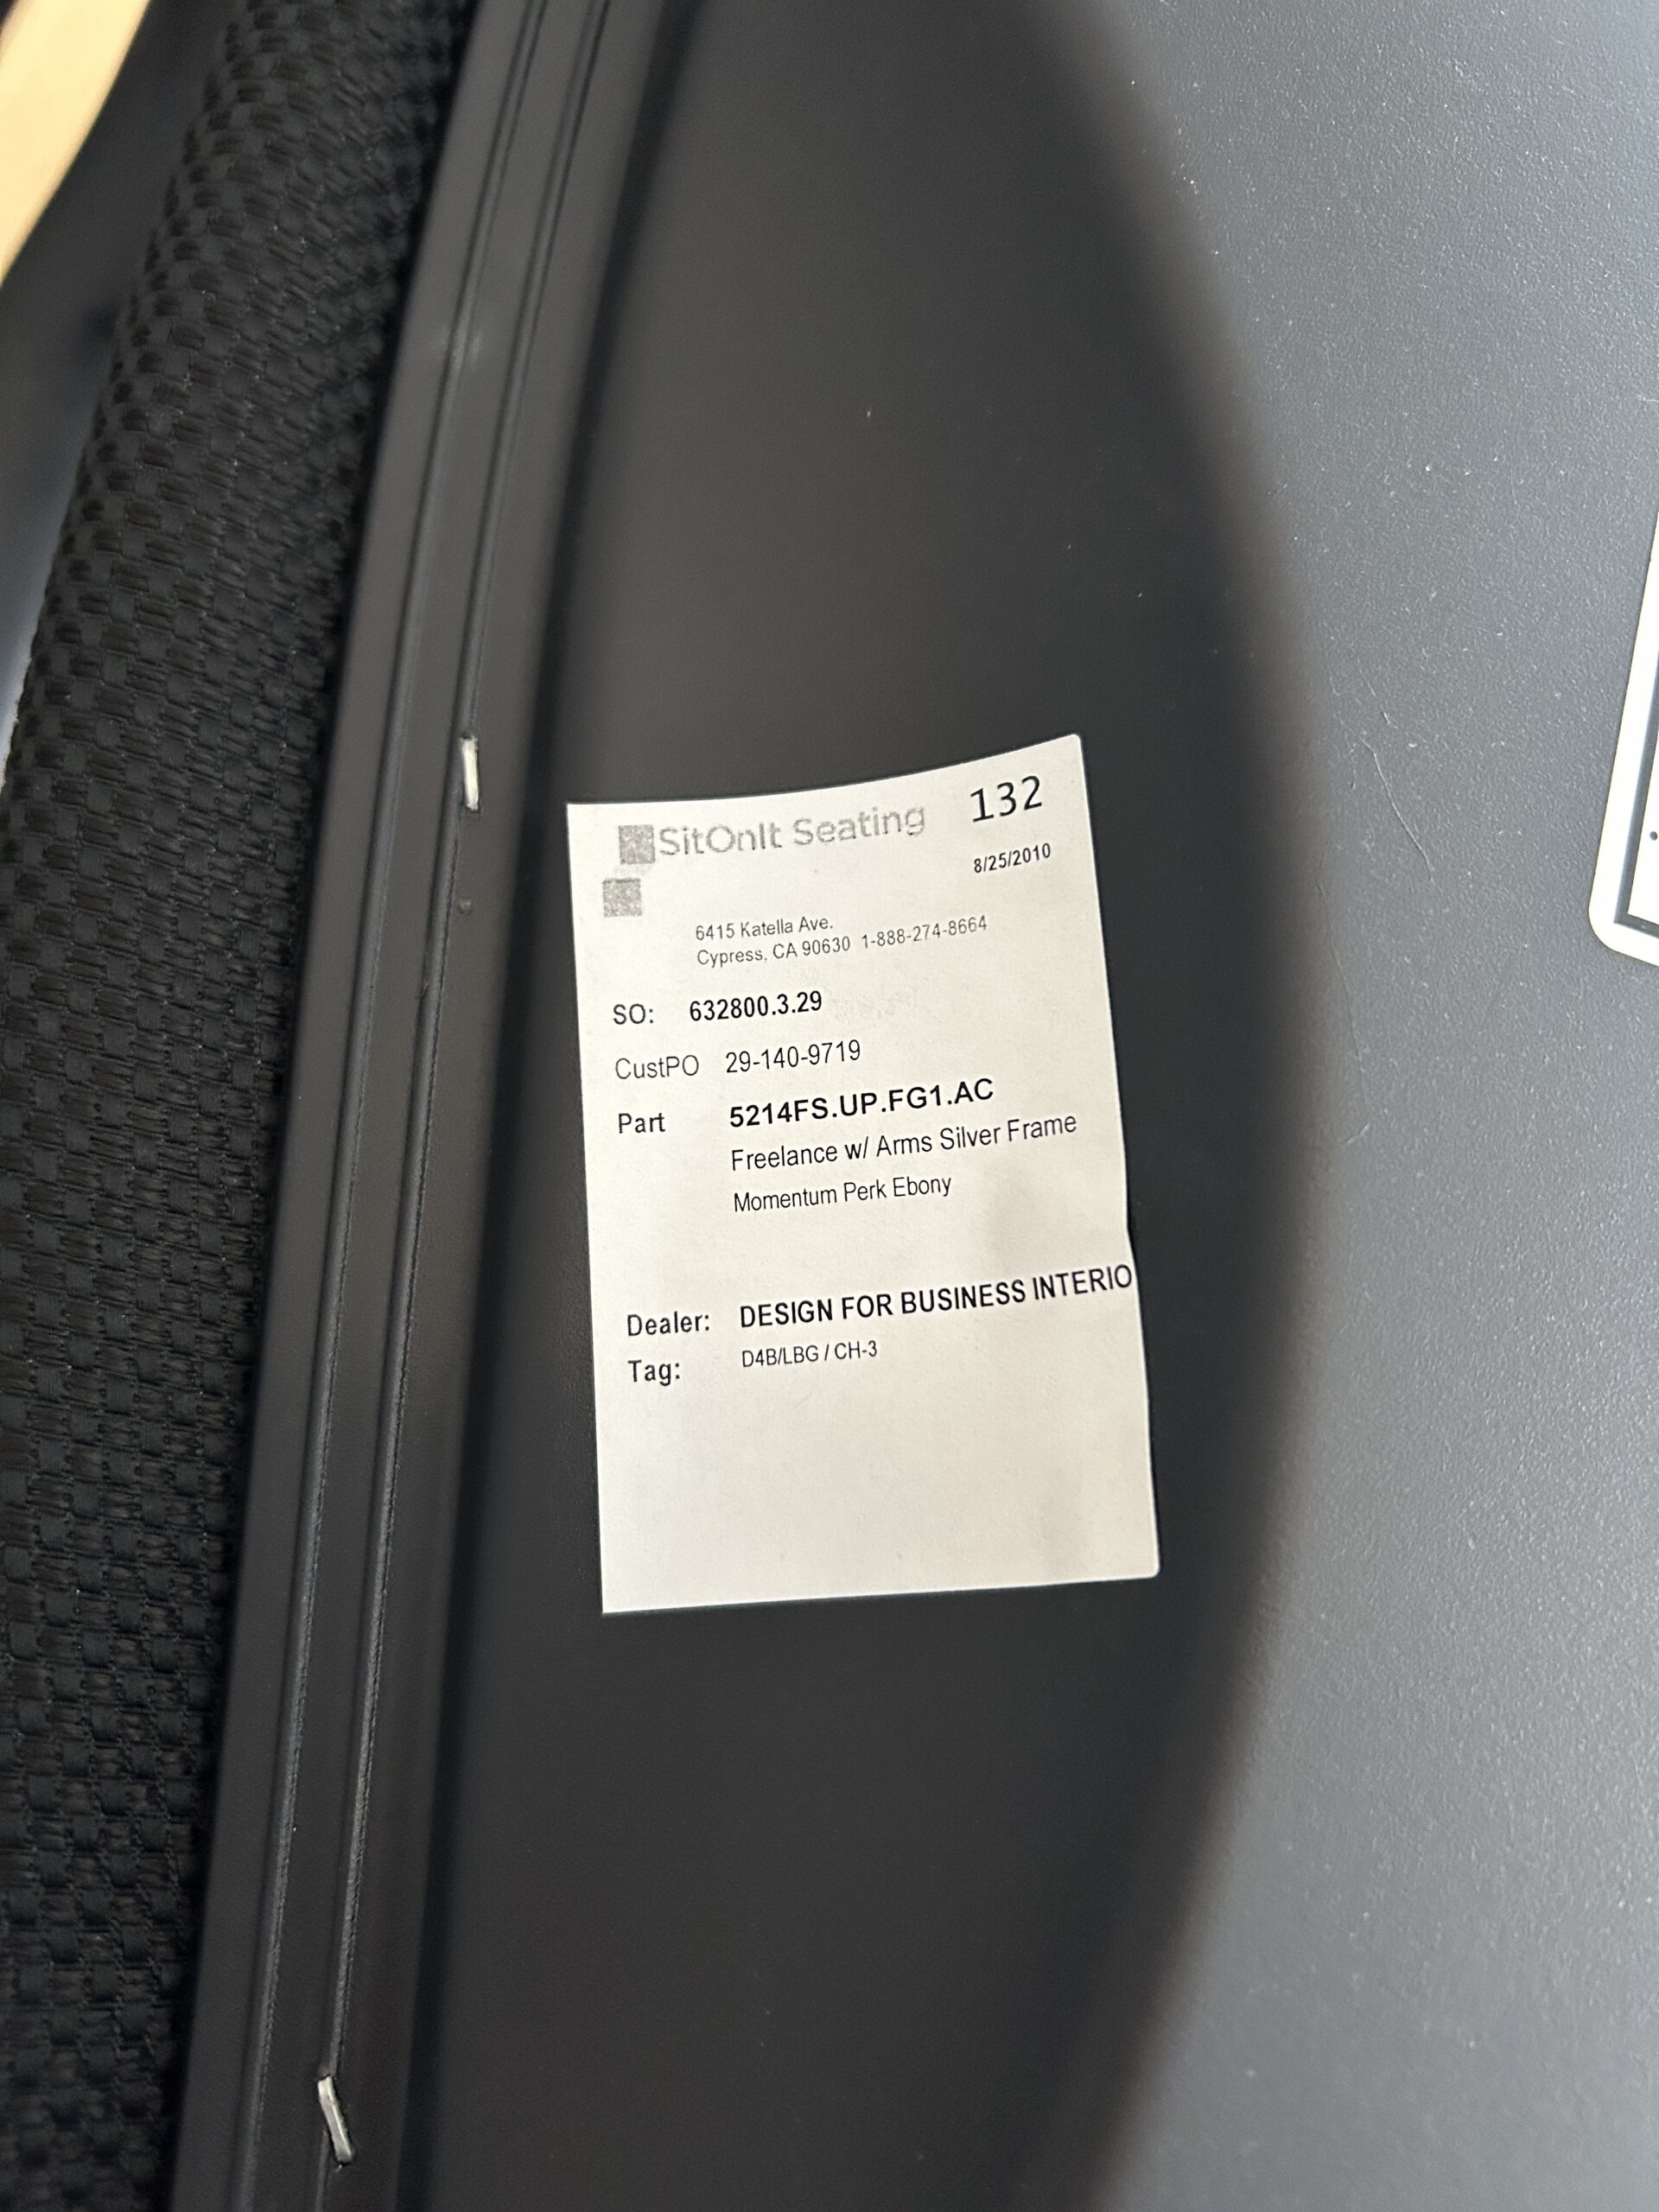 SitOnIt Seating 132
8/25/2010
6415 Katella Ave.
Cypress, CA 90630 1-888-274-8664
SO: 632800.3.29
CustPO 29-140-9719
Part 5214FS.UP.FG1.AC
Freelance w/ Arms Silver Frame
Momentum Perk Ebony
Dealer: DESIGN FOR BUSINESS INTERIO
Tag: D4B/LBG / CH-3